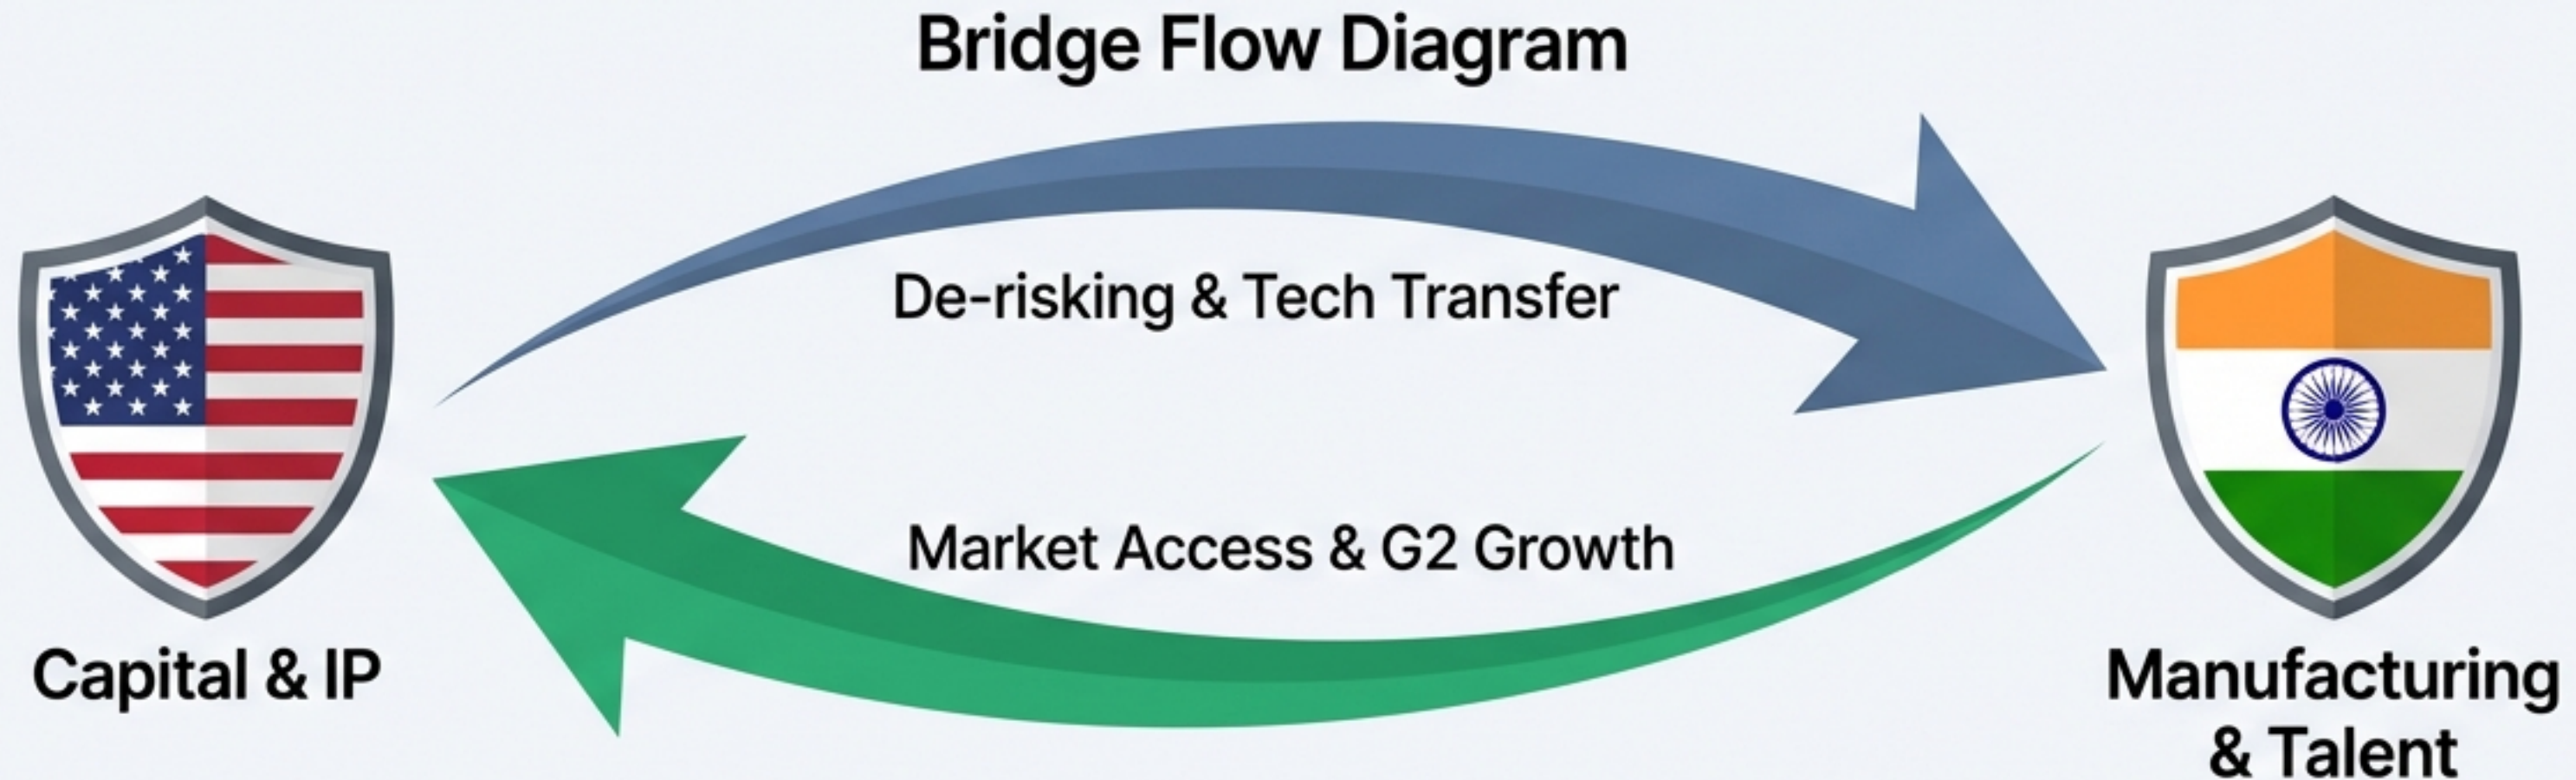 Bridge Flow Diagram
De-risking & Tech Transfer
Market Access & G2 Growth
Capital & IP
Manufacturing
& Talent